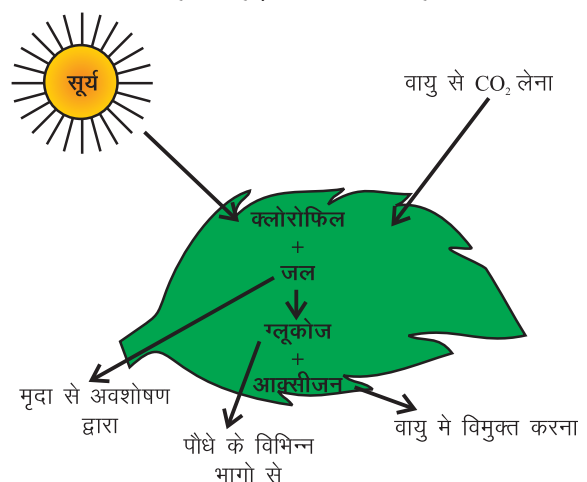 सूर्य
वायु से CO₂ लेना
क्लोरोफिल
+
जल
ग्लूकोज
+
आक्सीजन
मृदा से अवशोषण
द्वारा
पौधे के विभिन्न
भागो से
वायु मे विमुक्त करना